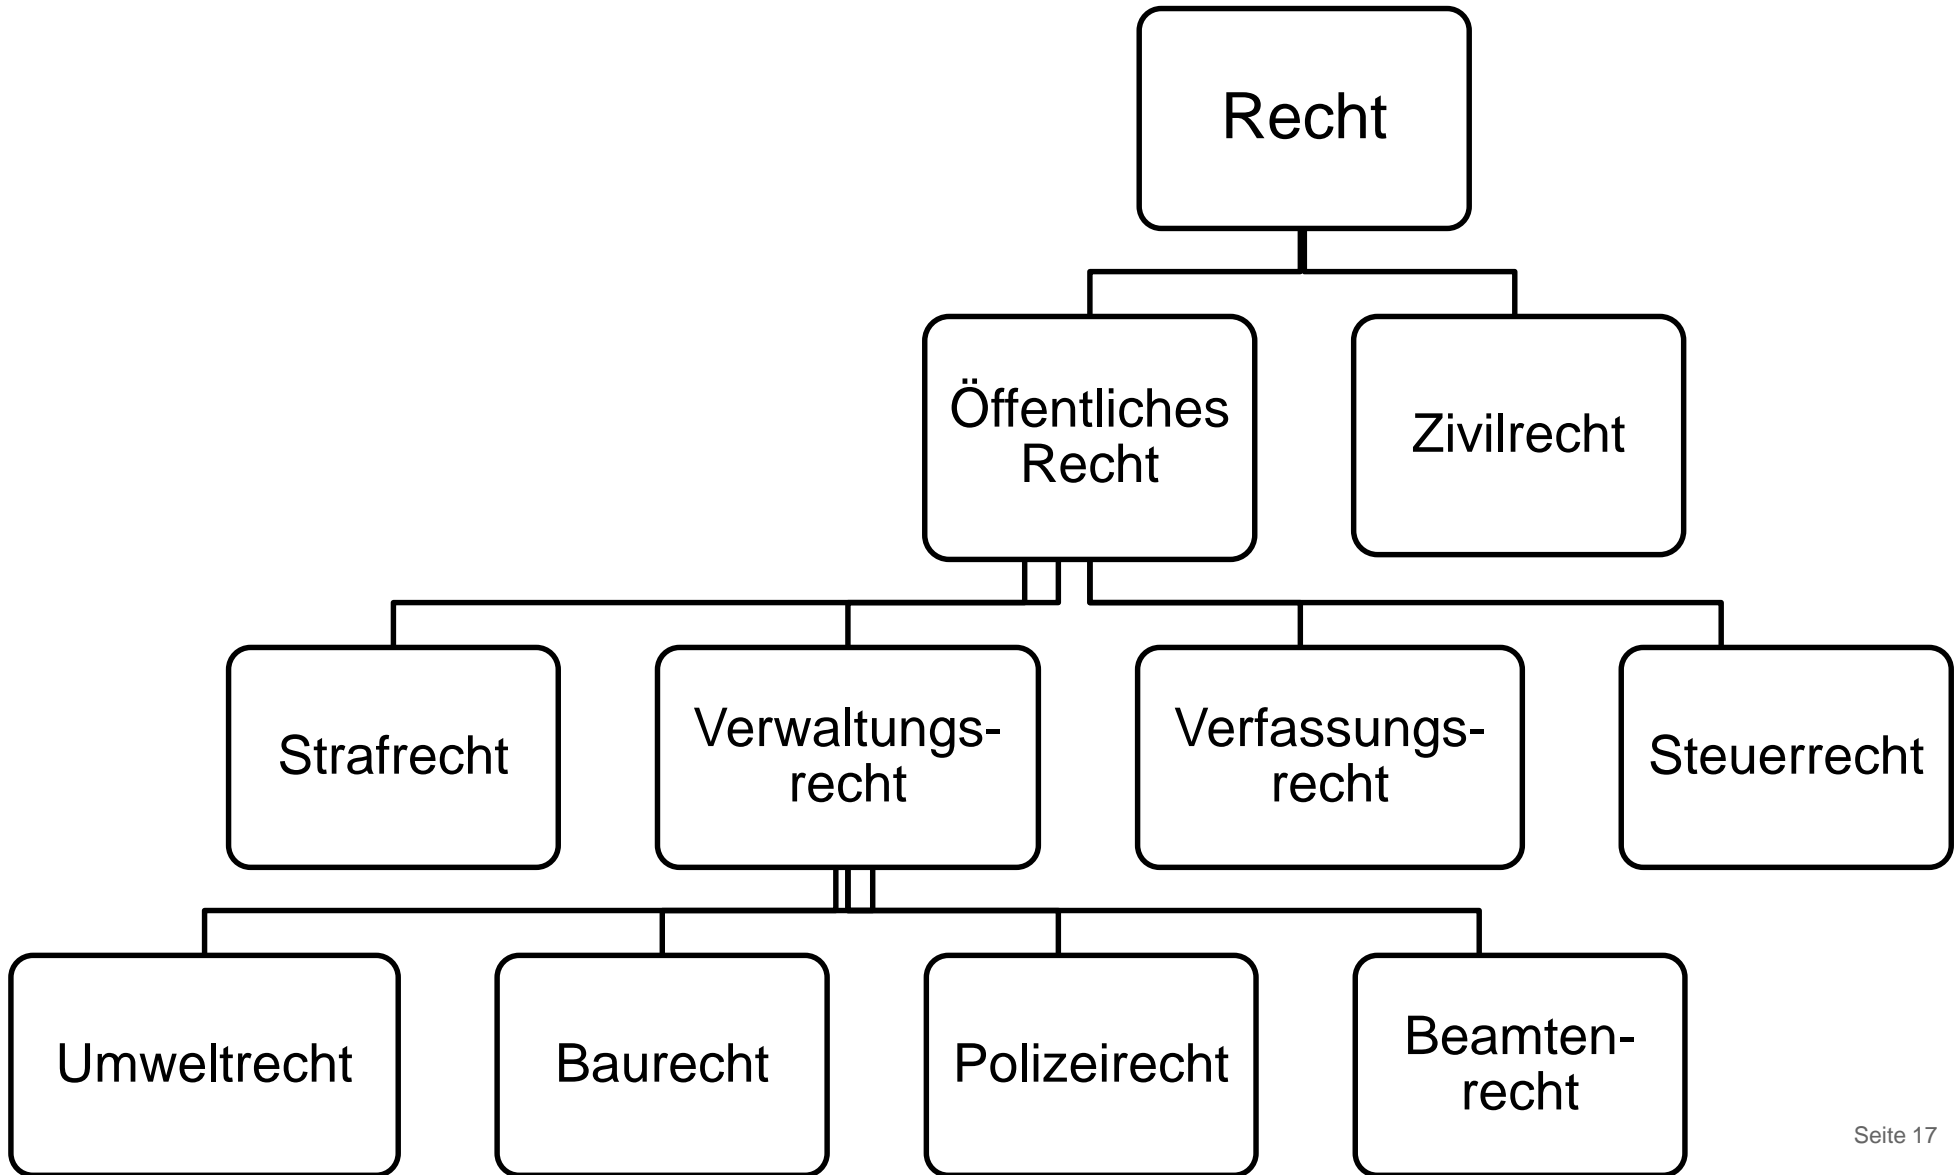 Recht
Öffentliches
Recht
Zivilrecht
Strafrecht
Verwaltungs-
recht
Verfassungs-
recht
Steuerrecht
Umweltrecht
Baurecht
Polizeirecht
Beamten-
recht
Seite 17